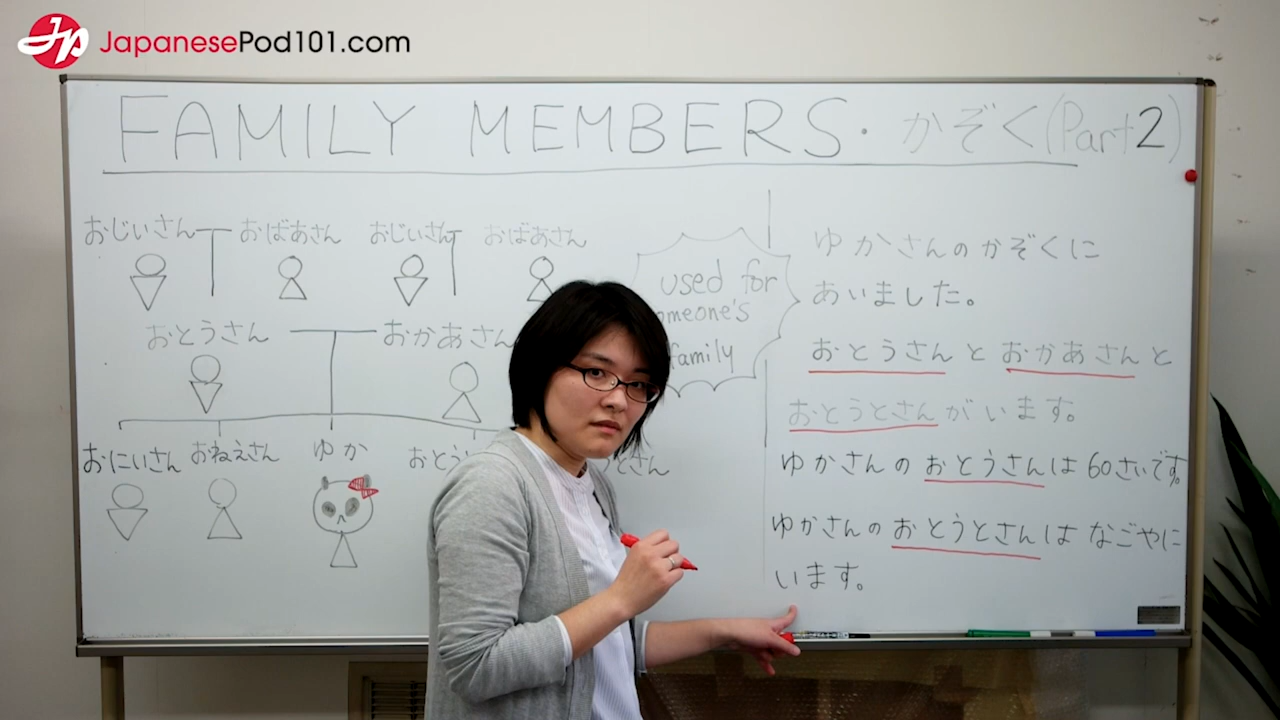 JapanesePod101.com
FAMILY MEMBERS・かぞく(Part2)
おじいさん おばあさん おじいさん おばあさん
おとうさん おかあさん
おにいさん おねえさん ゆか
used for
someone's
family
ゆかさんのかぞくに
あいました。
おとうさんとおかあさんと
おとうとさんがいます。
ゆかさんのおとうさんは60さいです。
ゆかさんのおとうとさんはなごやに
います。